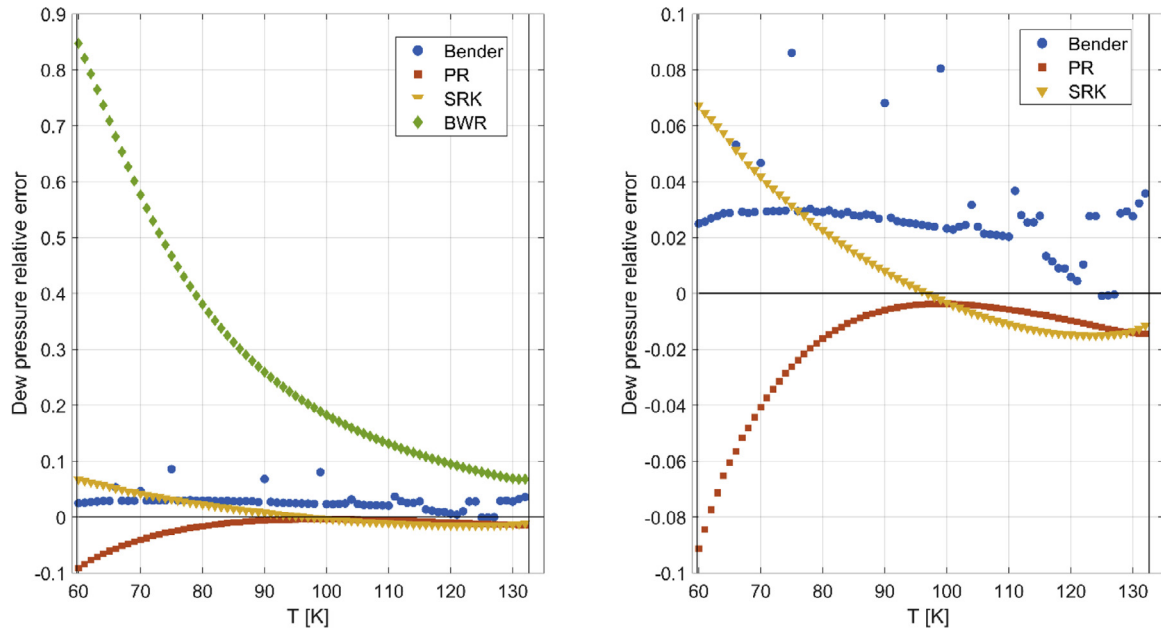 Dew pressure relative error
0.9
0.8
0.7
0.6
0.5
0.4
0.3
0.2
0.1
0
-0.1
60 70 80 90 100 110 120 130
T [K]
Bender
PR
SRK
BWR
Dew pressure relative error
0.1
0.08
0.06
0.04
0.02
0
-0.02
-0.04
-0.06
-0.08
-0.1
60 70 80 90 100 110 120 130
T [K]
Bender
PR
SRK